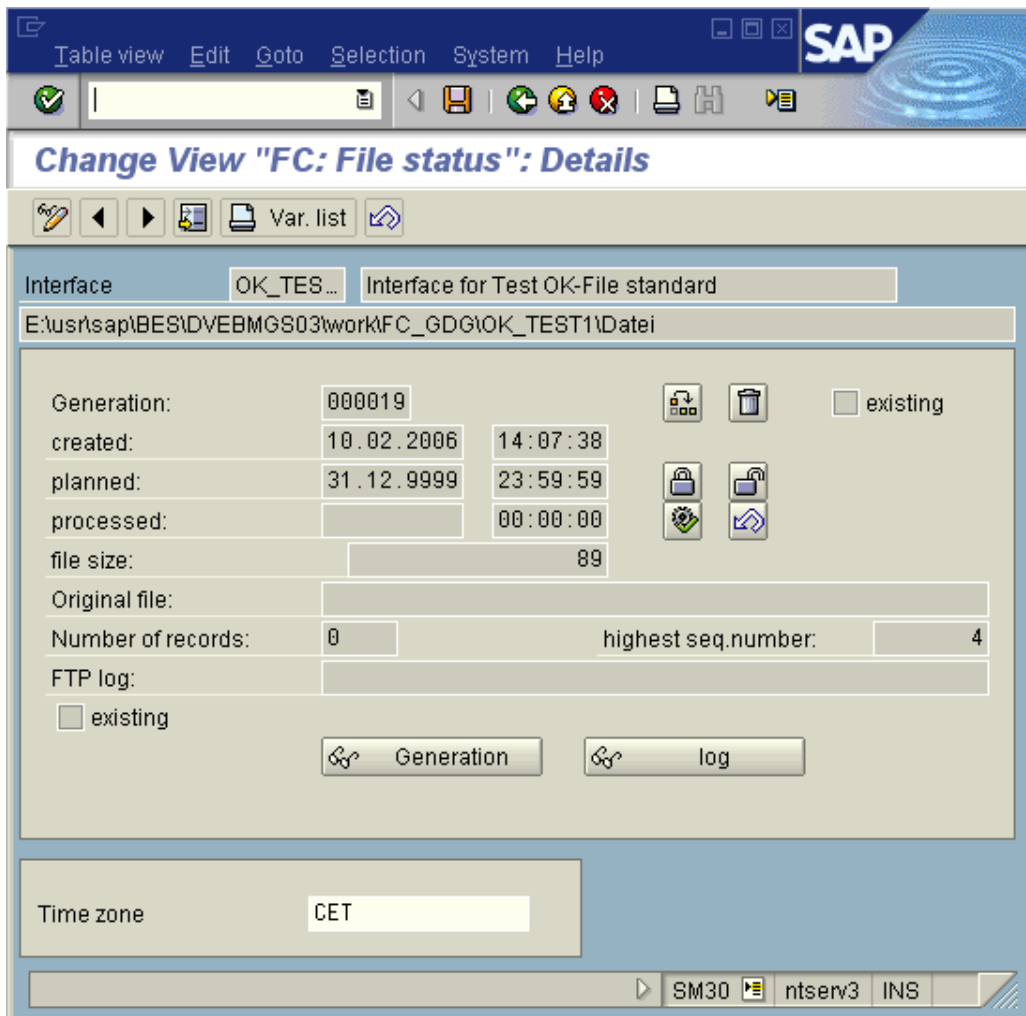 Table view Edit Goto Selection System Help
SAP
Change View "FC: File status": Details
Var. list
Interface OK_TES... Interface for Test OK-File standard
E:\usr\sap\BES\DVEBMGS03\work\FC_GDG\OK_TEST1\Datei
Generation: 000019 existing
created: 10.02.2006 14:07:38
planned: 31.12.9999 23:59:59
processed: 00:00:00
file size: 89
Original file:
Number of records: 0 highest seq.number: 4
FTP log:
existing
Generation log
Time zone CET
SM30 ntserv3 INS